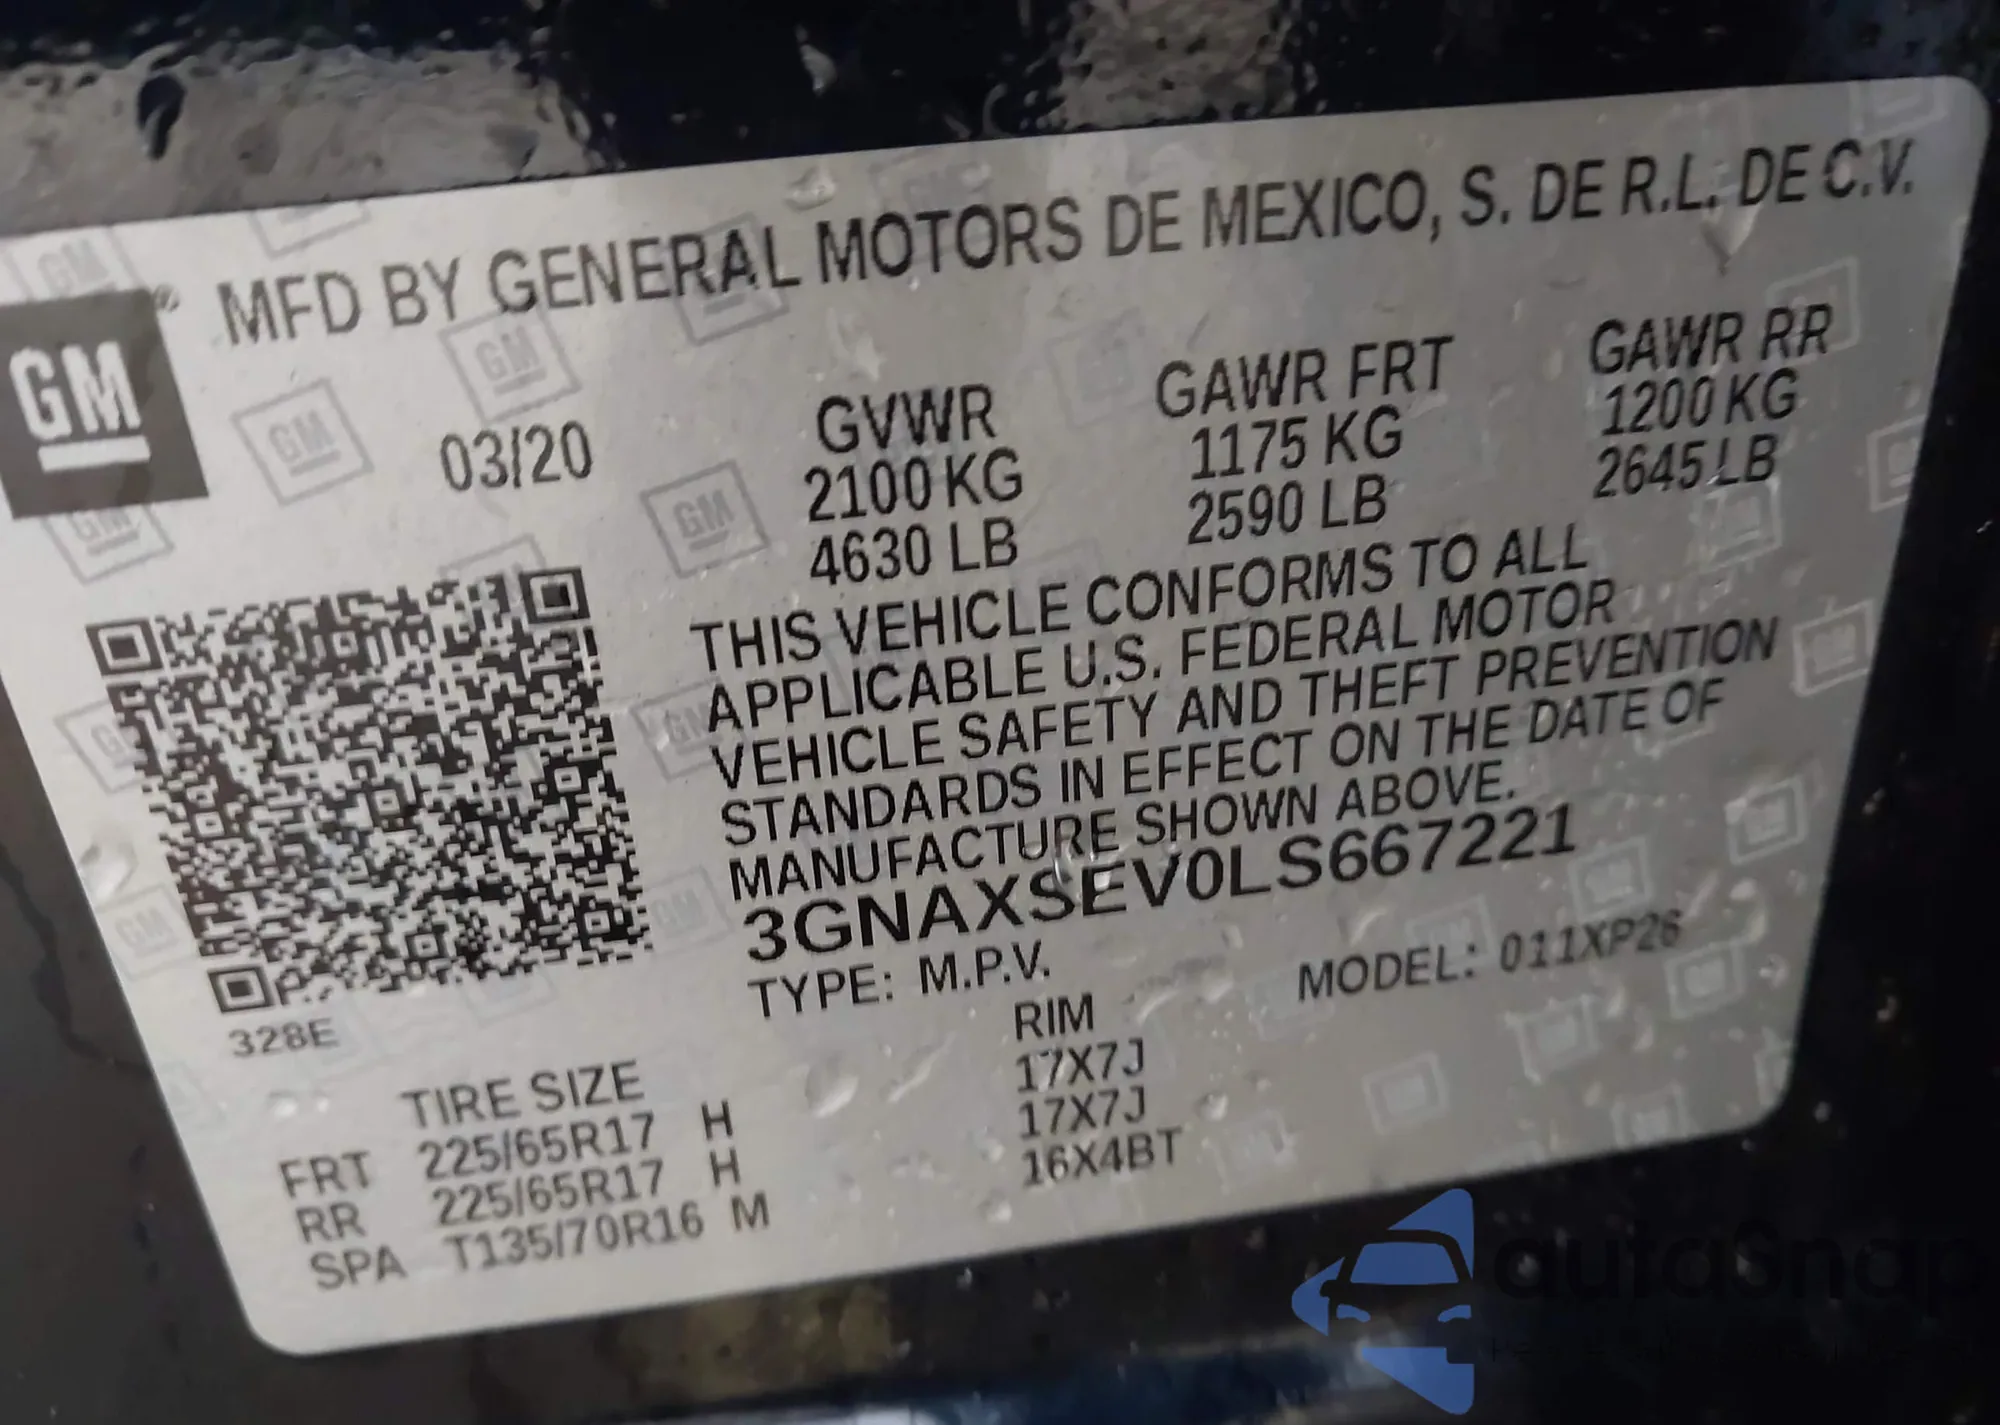 MFD BY GENERAL MOTORS DE MEXICO, S. DE R.L. DE C.V.
GM
03/20
GVWR
2100 KG
4630 LB
GAWR FRT
1175 KG
2590 LB
GAWR RR
1200 KG
2645 LB
THIS VEHICLE CONFORMS TO ALL
APPLICABLE U.S. FEDERAL MOTOR
VEHICLE SAFETY AND THEFT PREVENTION
STANDARDS IN EFFECT ON THE DATE OF
MANUFACTURE SHOWN ABOVE.
3GNAXSEV0LS667221
TYPE: M.P.V. MODEL: 011XP26
328E
TIRE SIZE RIM
FRT 225/65R17 H 17X7J
RR 225/65R17 H 17X7J
SPA T135/70R16 M 16X4BT
autoSnap